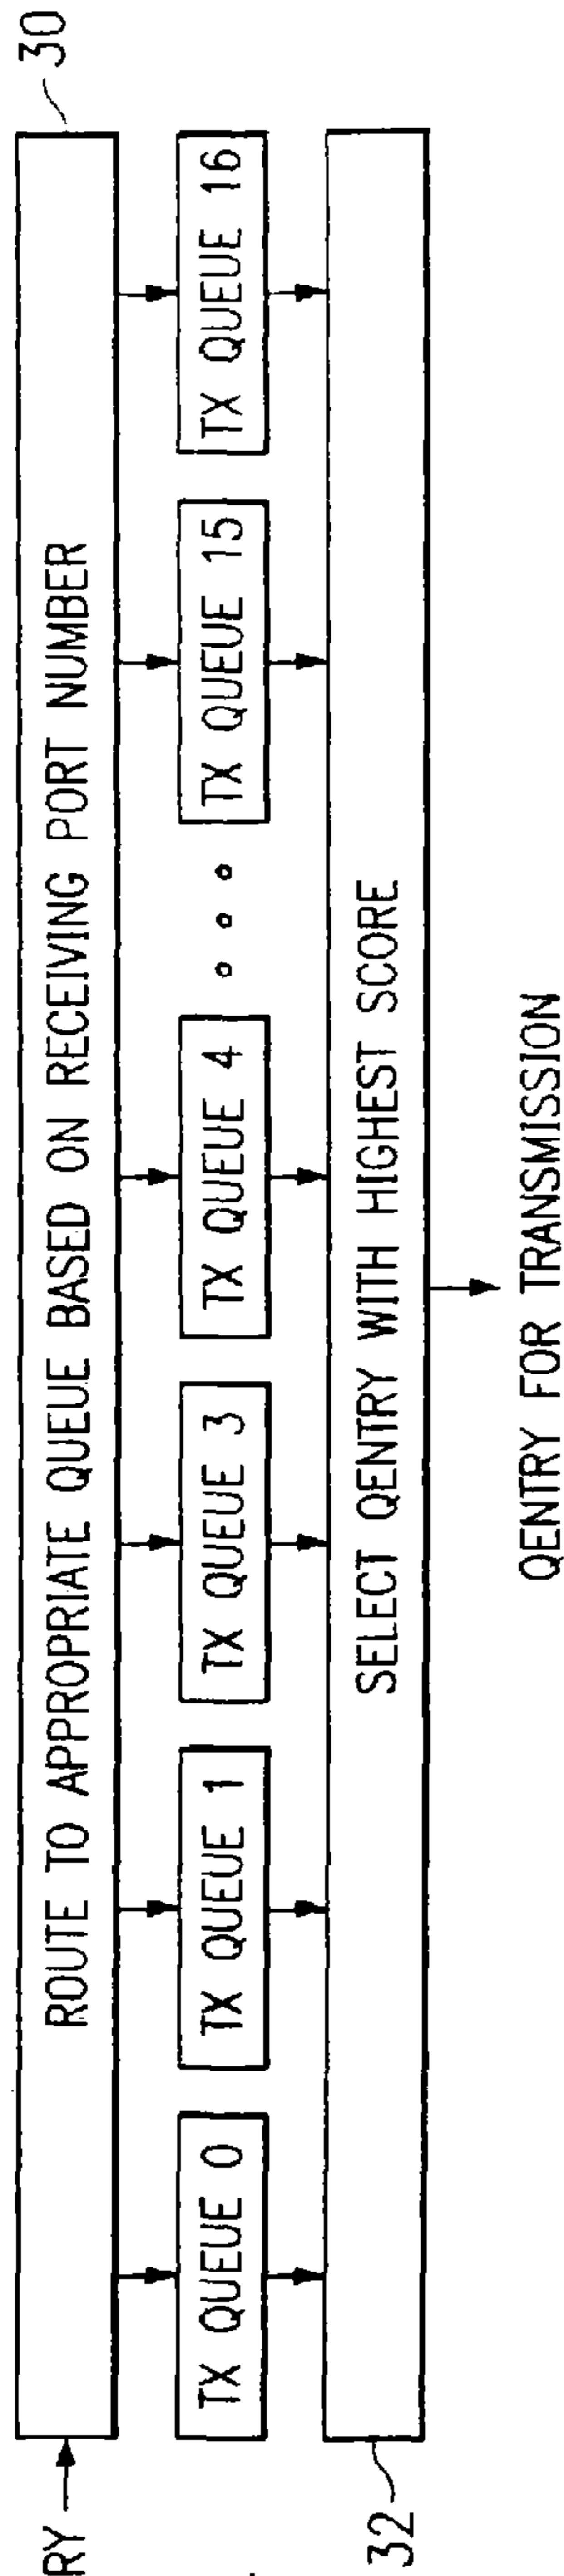 30
ROUTE TO APPROPRIATE QUEUE BASED ON RECEIVING PORT NUMBER
RY
TX QUEUE 0
TX QUEUE 1
TX QUEUE 3
TX QUEUE 4
TX QUEUE 15
TX QUEUE 16
SELECT QENTRY WITH HIGHEST SCORE
32
QENTRY FOR TRANSMISSION